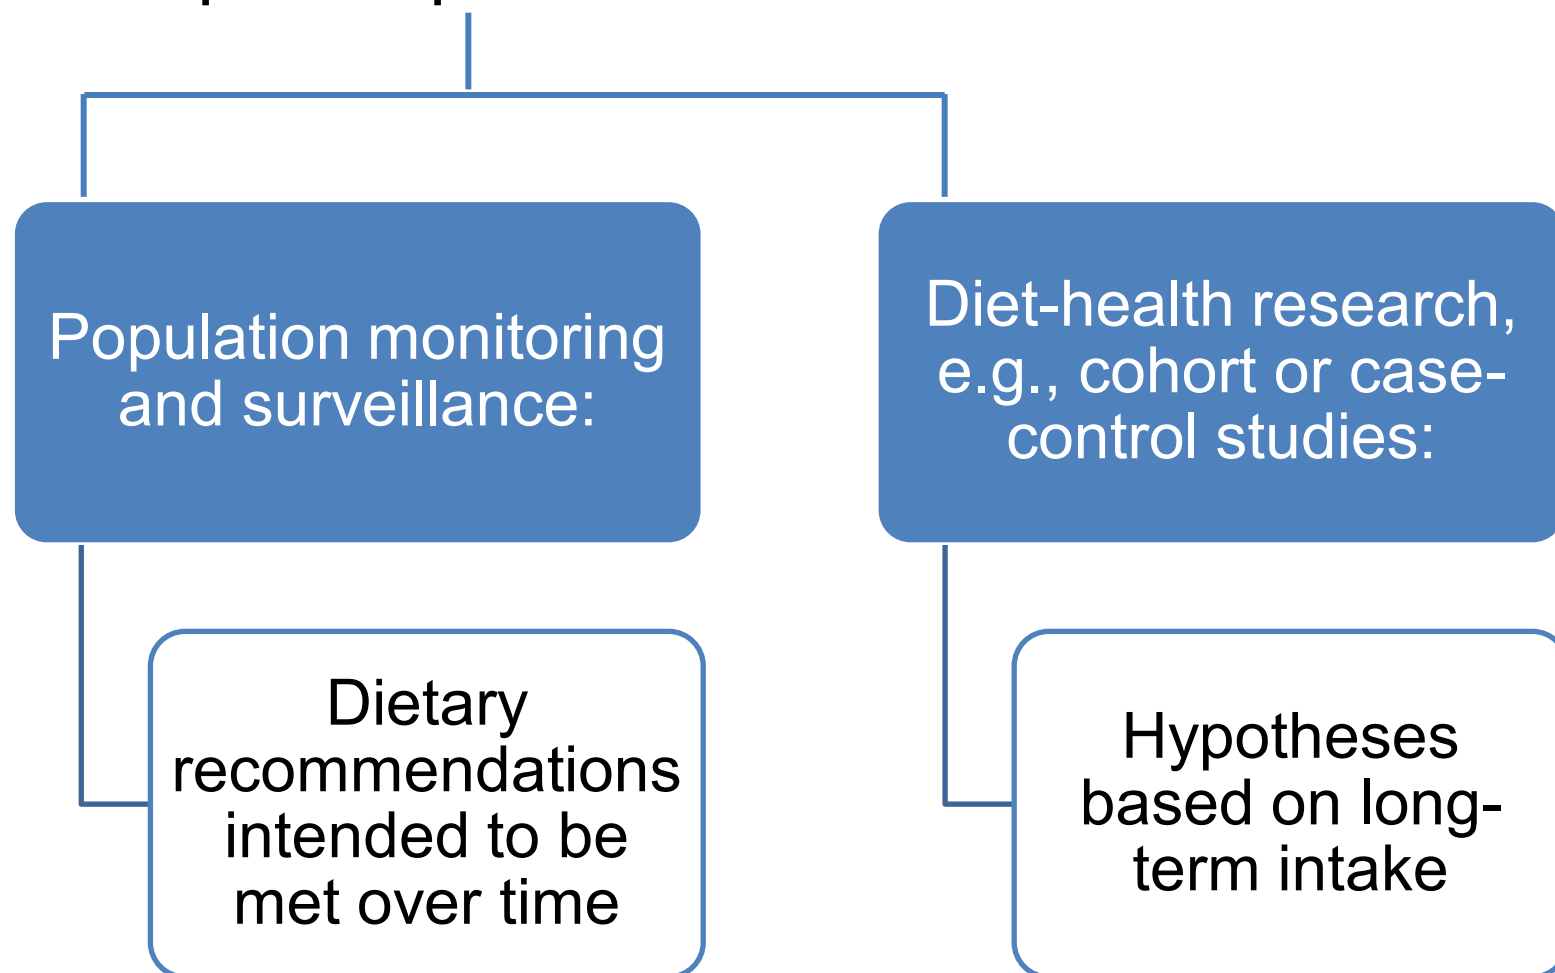 Population monitoring
and surveillance:
Diet-health research,
e.g., cohort or case-
control studies:
Dietary
recommendations
intended to be
met over time
Hypotheses
based on long-
term intake